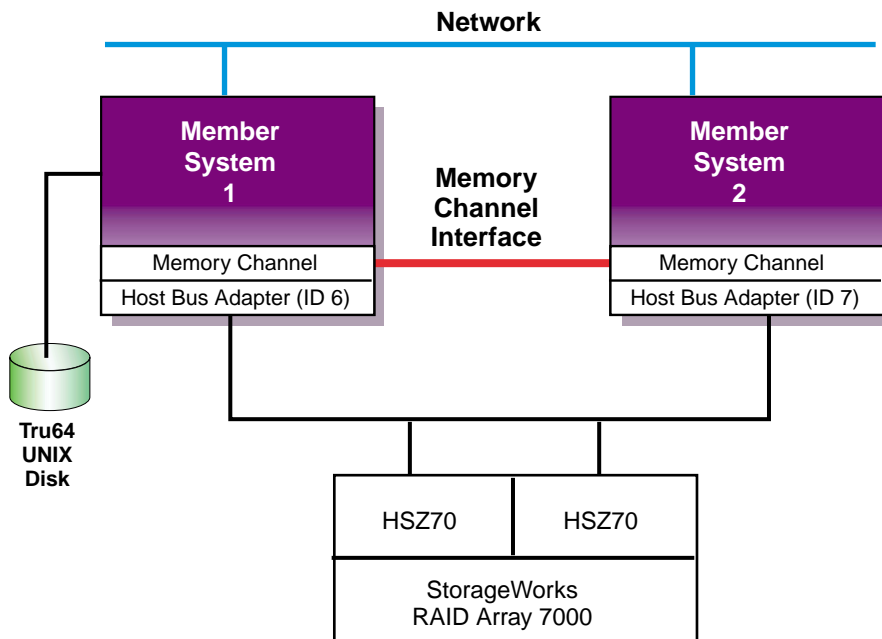 Network
Member
System
1
Member
System
2
Memory
Channel
Interface
Memory Channel
Host Bus Adapter (ID 6)
Memory Channel
Host Bus Adapter (ID 7)
Tru64
UNIX
Disk
HSZ70
HSZ70
StorageWorks
RAID Array 7000